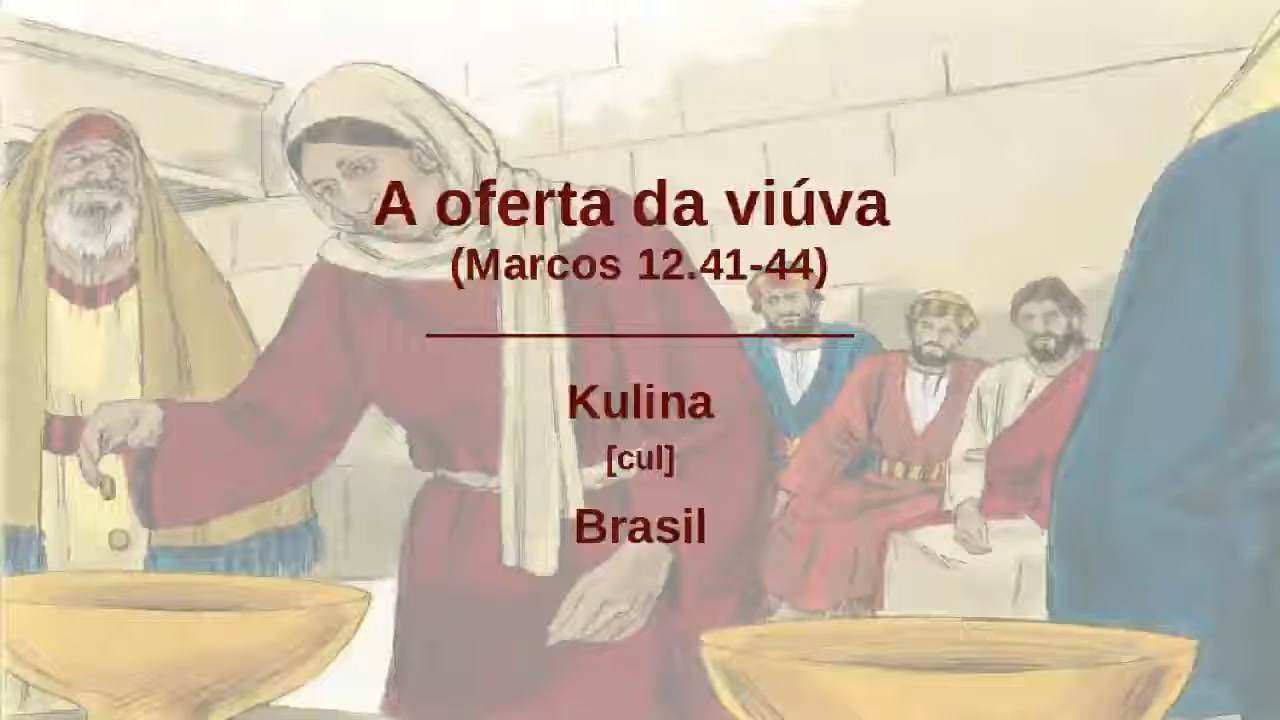 A oferta da viúva
(Marcos 12.41-44)
Kulina
[cul]
Brasil